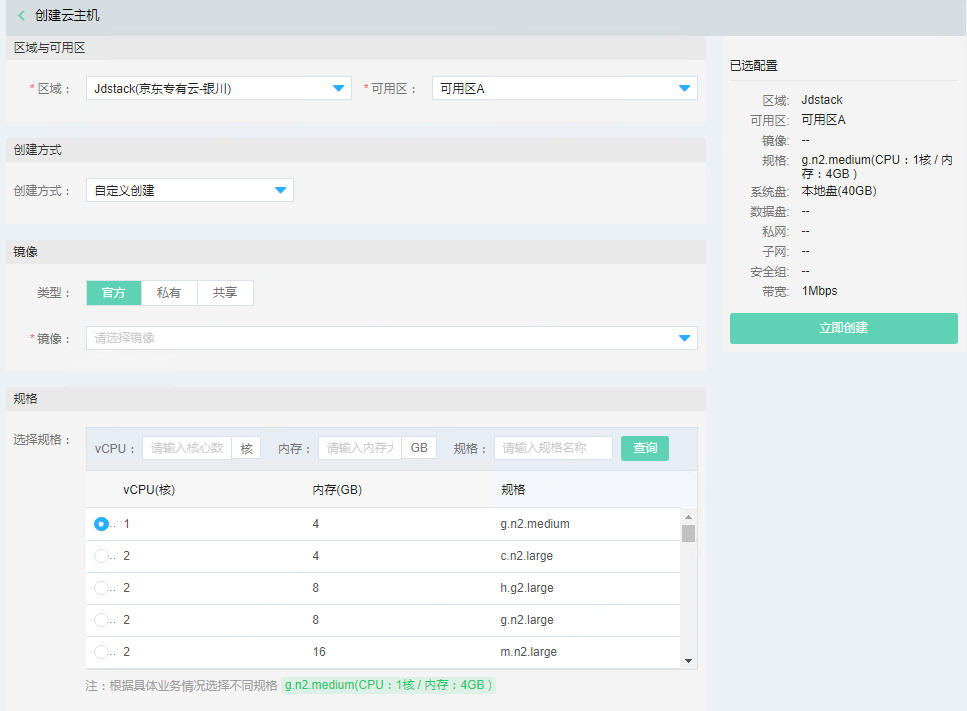 创建云主机
区域与可用区
* 区域： Jdstack(京东专有云-银川) * 可用区： 可用区A
创建方式
创建方式： 自定义创建
镜像
类型： 官方 私有 共享
* 镜像： 请选择镜像
规格
选择规格：
vCPU： 请输入核心数 核 内存： 请输入内存大 GB 规格： 请输入规格名称 查询
vCPU(核) 内存(GB) 规格
1 4 g.n2.medium
2 4 c.n2.large
2 8 h.g2.large
2 8 g.n2.large
2 16 m.n2.large
注：根据具体业务情况选择不同规格 g.n2.medium(CPU：1核 / 内存：4GB )
已选配置
区域: Jdstack
可用区: 可用区A
镜像: --
规格: g.n2.medium(CPU：1核 / 内
存：4GB )
系统盘: 本地盘(40GB)
数据盘: --
私网: --
子网: --
安全组: --
带宽: 1Mbps
立即创建